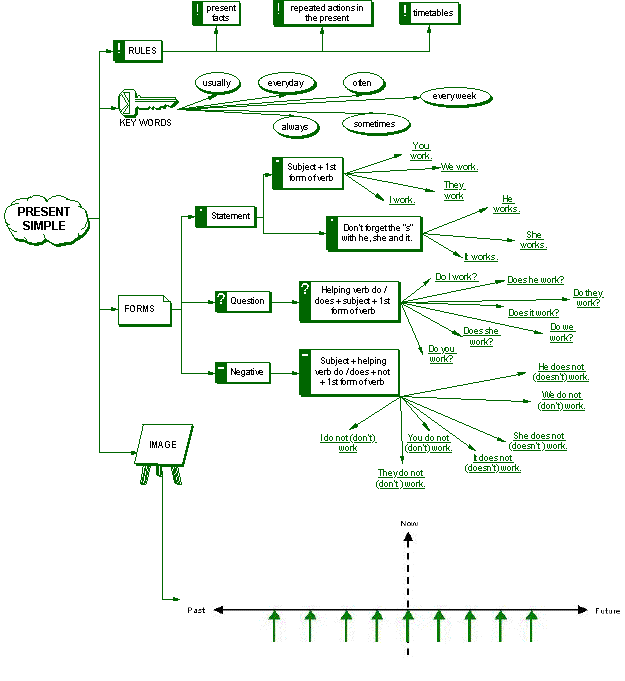 present
facts
repeated actions in
the present
timetables
RULES
usually
everyday
often
everyweek
KEY WORDS
always
sometimes
PRESENT
SIMPLE
Subject + 1st
form of verb
You
work.
We work.
They
work
I work.
Statement
Don't forget the "s"
with he, she and it.
He
works.
She
works.
It works.
FORMS
Question
Helping verb do /
does + subject + 1st
form of verb
Do I work?
Does he work?
Do they
work?
Does it work?
Does she
work?
Do we
work?
Do you
work?
Negative
Subject + helping
verb do / does + not
+ 1st form of verb
He does not
(doesn't) work.
We do not
(don't) work.
She does not
(doesn't ) work.
It does not
(doesn't) work.
You do not
(don't) work.
I do not (don't)
work
They do not
(don't ) work.
IMAGE
Now
Past
Future